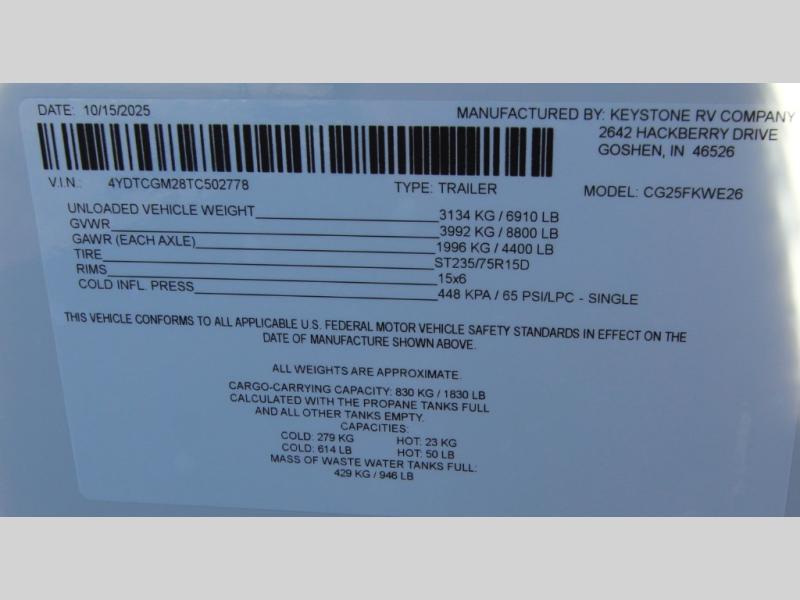 DATE: 10/15/2025
MANUFACTURED BY: KEYSTONE RV COMPANY
2642 HACKBERRY DRIVE
GOSHEN, IN 46526
V.I.N.: 4YDTCGM28TC502778 TYPE: TRAILER MODEL: CG25FKWE26
UNLOADED VEHICLE WEIGHT 3134 KG / 6910 LB
GVWR 3992 KG / 8800 LB
GAWR (EACH AXLE) 1996 KG / 4400 LB
TIRE ST235/75R15D
RIMS 15x6
COLD INFL. PRESS 448 KPA / 65 PSI/LPC - SINGLE
THIS VEHICLE CONFORMS TO ALL APPLICABLE U.S. FEDERAL MOTOR VEHICLE SAFETY STANDARDS IN EFFECT ON THE
DATE OF MANUFACTURE SHOWN ABOVE.
ALL WEIGHTS ARE APPROXIMATE.
CARGO-CARRYING CAPACITY: 830 KG / 1830 LB
CALCULATED WITH THE PROPANE TANKS FULL
AND ALL OTHER TANKS EMPTY.
CAPACITIES:
COLD: 279 KG HOT: 23 KG
COLD: 614 LB HOT: 50 LB
MASS OF WASTE WATER TANKS FULL:
429 KG / 946 LB